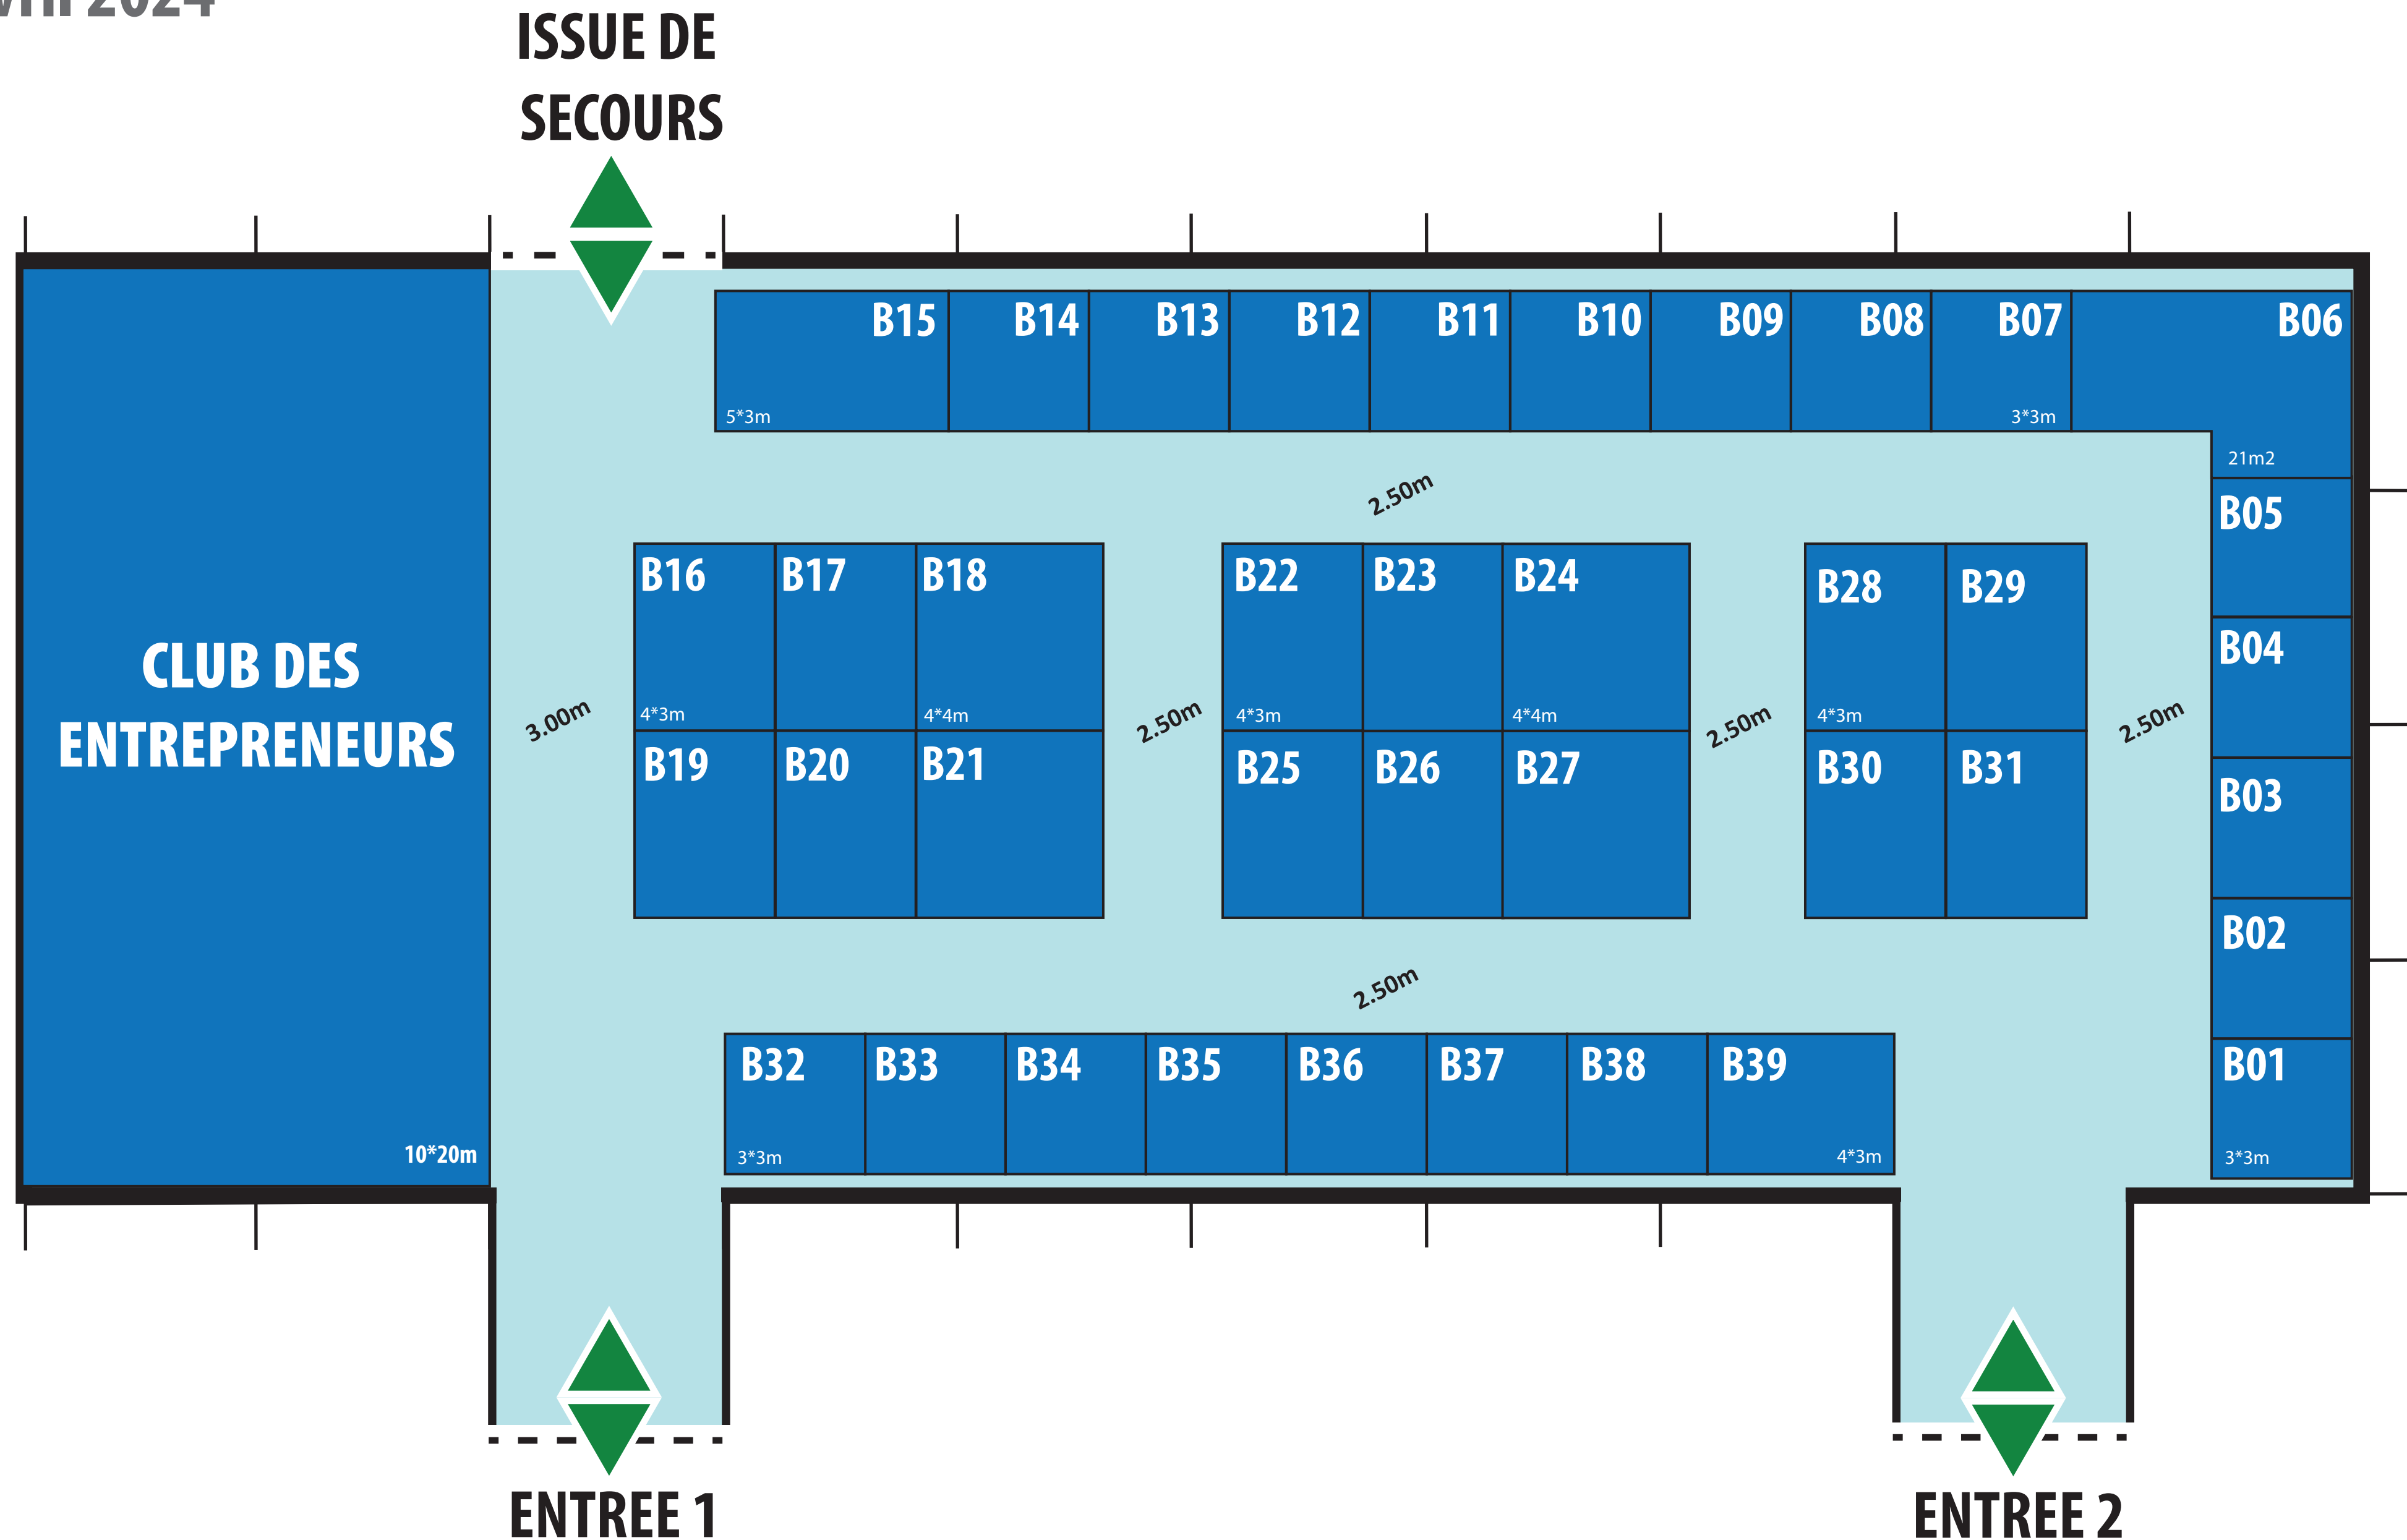 2024
ISSUE DE
SECOURS
B15
B14
B13
B12
B11
B10
B09
B08
B07
B06
5*3m
3*3m
21m2
2.50m
B05
B16
B17
B18
B22
B23
B24
B28
B29
B04
CLUB DES
ENTREPRENEURS
3.00m
4*3m
4*4m
2.50m
4*3m
4*4m
2.50m
4*3m
2.50m
B19
B20
B21
B25
B26
B27
B30
B31
B03
B02
2.50m
B32
B33
B34
B35
B36
B37
B38
B39
B01
10*20m
3*3m
4*3m
3*3m
ENTREE 1
ENTREE 2